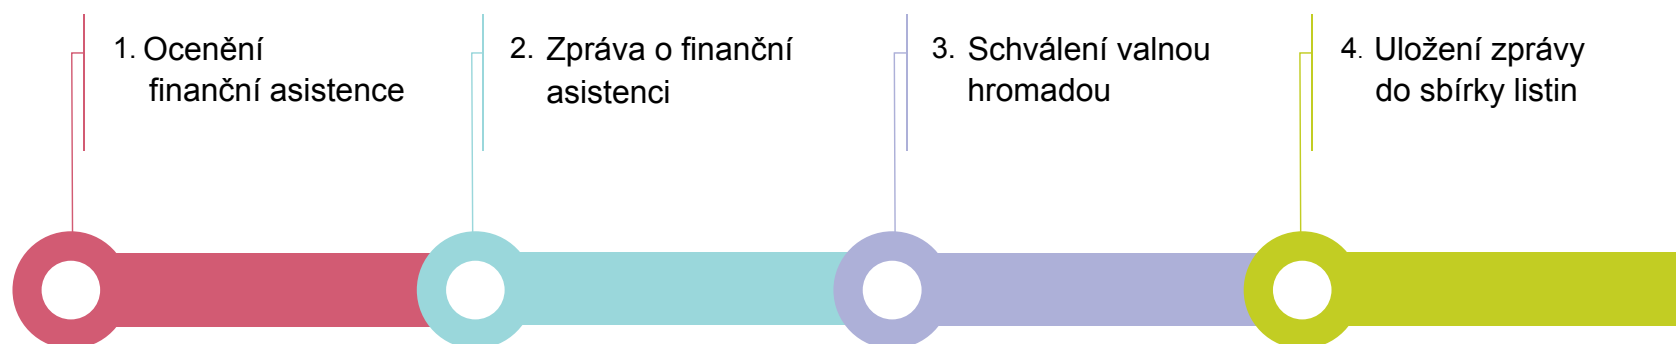 1. Ocenění
finanční asistence
2. Zpráva o finanční
asistenci
3. Schválení valnou
hromadou
4. Uložení zprávy
do sbírky listin